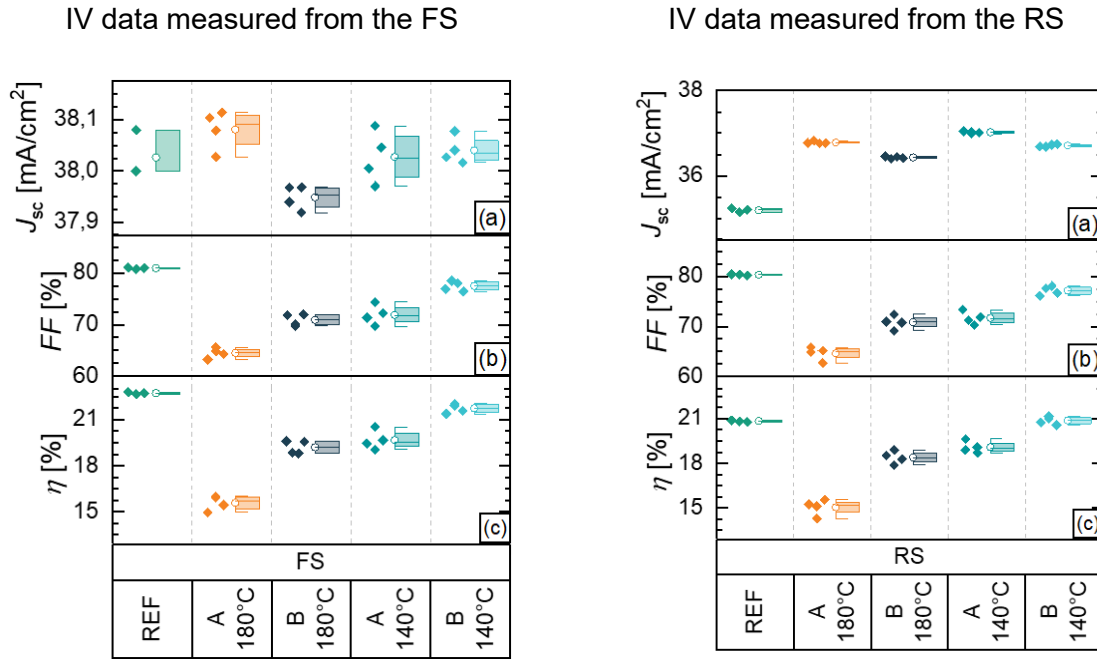 IV data measured from the FS
IV data measured from the RS
Jsc [mA/cm²]
38,1
38,0
37,9
(a)
FF [%]
80
70
60
(b)
η [%]
21
18
15
(c)
FS
REF
A 180°C
B 180°C
A 140°C
B 140°C
Jsc [mA/cm²]
38
36
(a)
FF [%]
80
70
60
(b)
η [%]
21
18
15
(c)
RS
REF
A 180°C
B 180°C
A 140°C
B 140°C